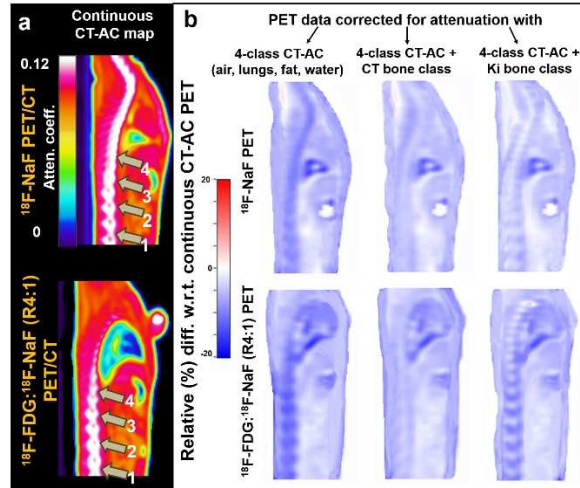 a
Continuous
CT-AC map
0.12
Atten. coeff.
0
18F-NaF PET/CT
4
3
2
1
18F-FDG:18F-NaF (R4:1)
PET/CT
4
3
2
1
b
PET data corrected for attenuation with
4-class CT-AC
(air, lungs, fat, water)
4-class CT-AC +
CT bone class
4-class CT-AC +
Ki bone class
Relative (%) diff. w.r.t. continuous CT-AC PET
20
10
0
-10
-20
18F-NaF PET
18F-FDG:18F-NaF (R4:1) PET